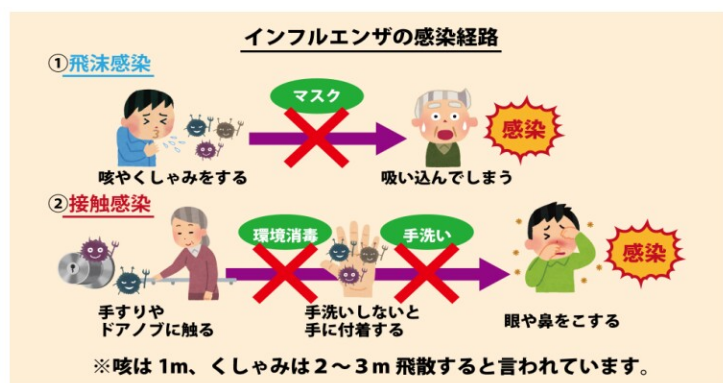 インフルエンザの感染経路
①飛沫感染
マスク
感染
咳やくしゃみをする
吸い込んでしまう
②接触感染
環境消毒
手洗い
感染
手すりや
ドアノブに触る
手洗いしないと
手に付着する
眼や鼻をこする
※咳は1m、くしゃみは2〜3m飛散すると言われています。